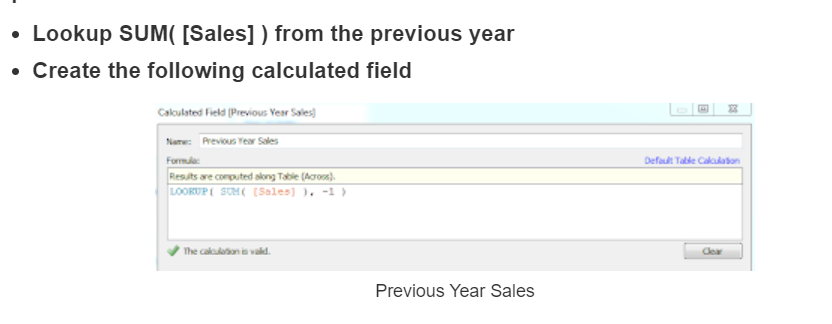 Lookup SUM( [Sales] ) from the previous year
Create the following calculated field
Calculated Field [Previous Year Sales]
Name: Previous Year Sales
Formula: Default Table Calculation
Results are computed along Table (Across).
LOOKUP( SUM( [Sales] ), -1 )
The calculation is valid. Clear
Previous Year Sales